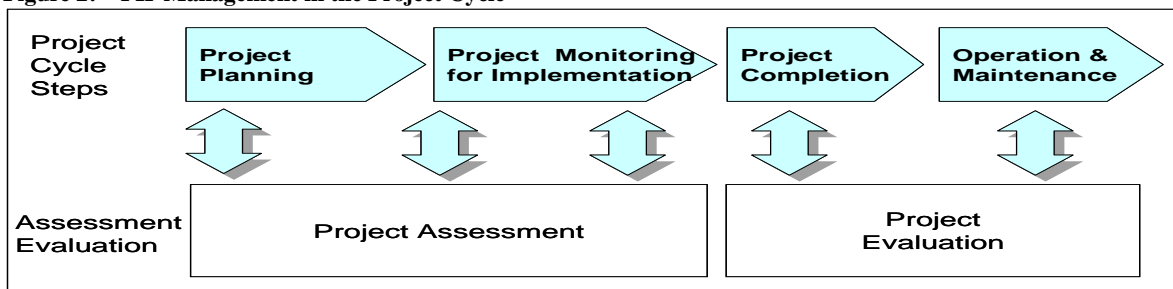 Project
Cycle
Steps
Project
Planning
Project Monitoring
for Implementation
Project
Completion
Operation &
Maintenance
Assessment
Evaluation
Project Assessment
Project
Evaluation